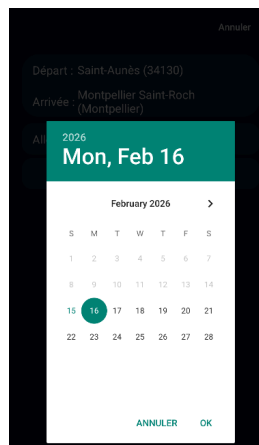 Annuler
Départ : Saint-Aunès (34130)
Arrivée : Montpellier Saint-Roch
(Montpellier)
All
2026
Mon, Feb 16
February 2026
S M T W T F S
1 2 3 4 5 6 7
8 9 10 11 12 13 14
15 16 17 18 19 20 21
22 23 24 25 26 27 28
ANNULER OK